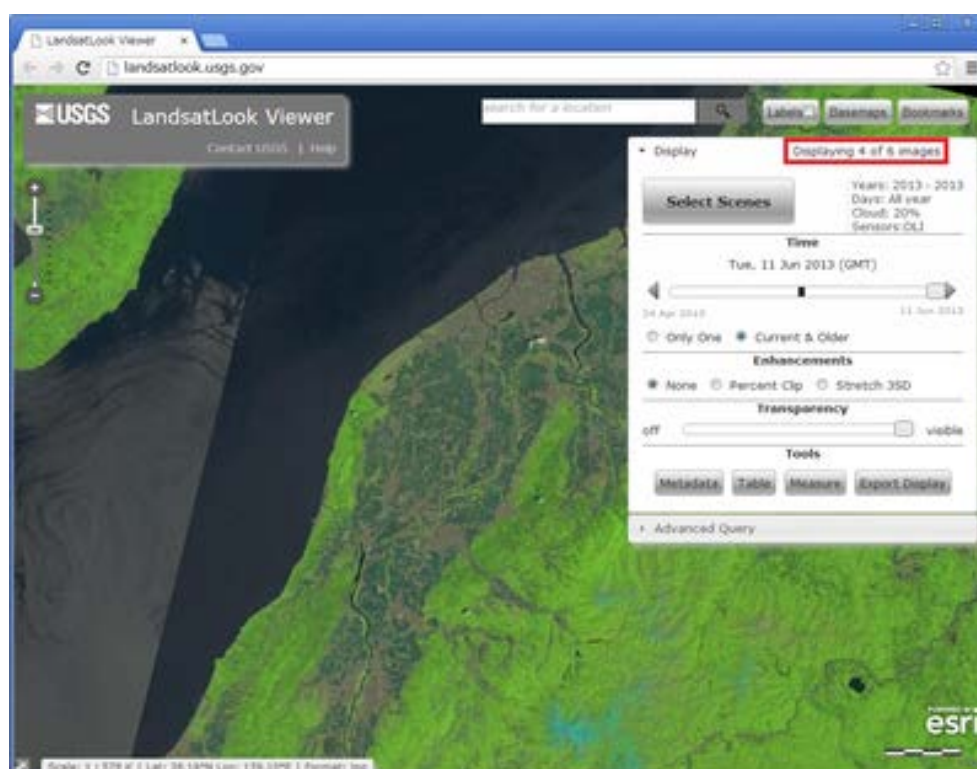 LandsatLook Viewer
landsatlook.usgs.gov
USGS LandsatLook Viewer
Contact USGS | Help
search for a location
Labels Basemaps Bookmarks
Display Displaying 4 of 6 images
Select Scenes
Years: 2013 - 2013
Days: All year
Cloud: 20%
Sensors:OLI
Time
Tue, 11 Jun 2013 (GMT)
24 Apr 2013 11 Jun 2013
Only One Current & Older
Enhancements
None Percent Clip Stretch 3SD
Transparency
off visible
Tools
Metadata Table Measure Export Display
Advanced Query
POWERED BY
esri